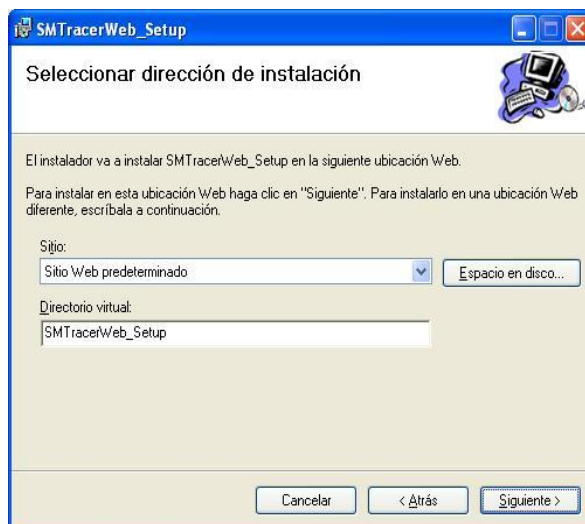 SMTracerWeb_Setup
Seleccionar dirección de instalación
El instalador va a instalar SMTracerWeb_Setup en la siguiente ubicación Web.
Para instalar en esta ubicación Web haga clic en "Siguiente". Para instalarlo en una ubicación Web
diferente, escríbala a continuación.
Sitio:
Sitio Web predeterminado
Espacio en disco...
Directorio virtual:
SMTracerWeb_Setup
Cancelar
< Atrás
Siguiente >